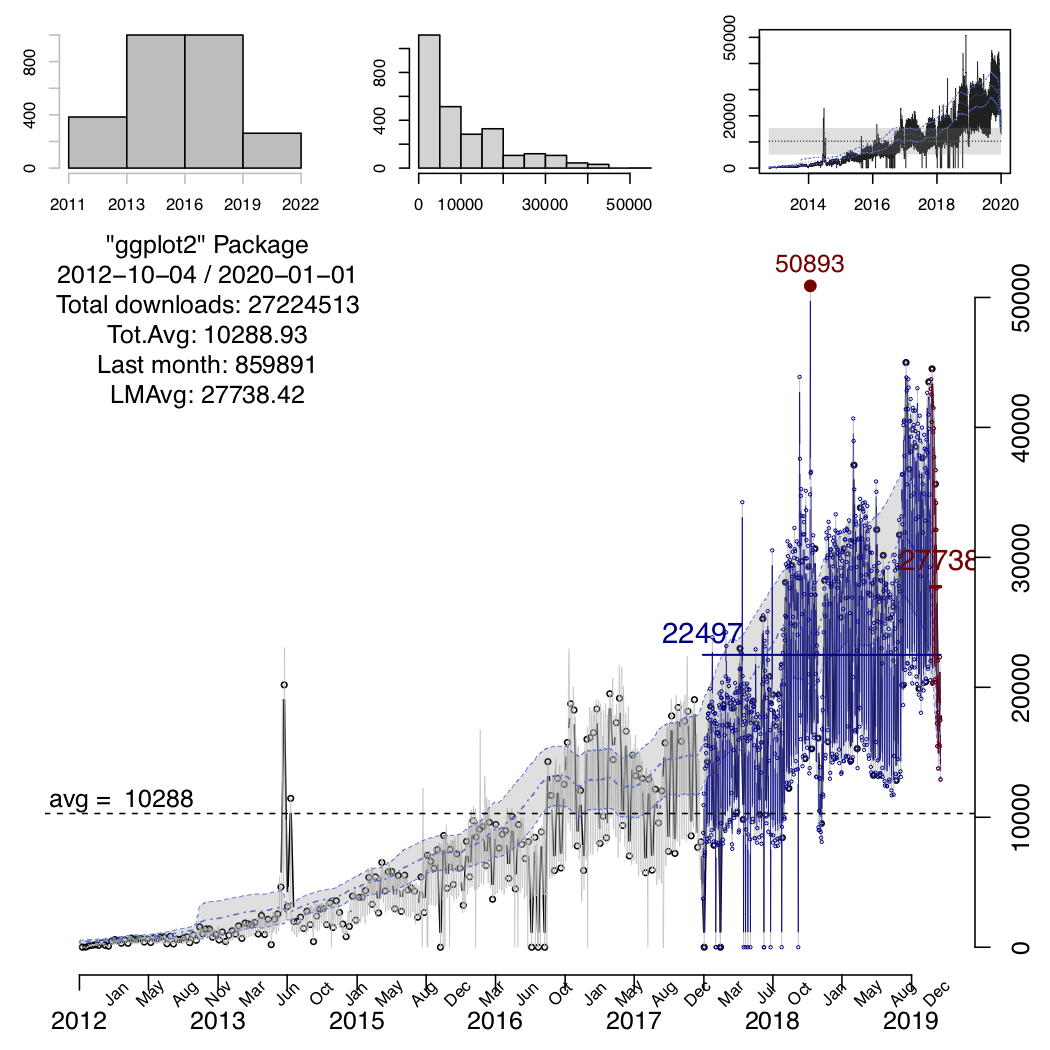 800
400
0
2011 2013 2016 2019 2022
800
400
0
0 10000 30000 50000
50000
20000
0
2014 2016 2018 2020
"ggplot2" Package
2012−10−04 / 2020−01−01
Total downloads: 27224513
Tot.Avg: 10288.93
Last month: 859891
LMAvg: 27738.42
50893
27738
22497
avg = 10288
50000
40000
30000
20000
10000
0
Jan May Aug Nov Mar Jun Oct Jan May Aug Dec Mar Jun Oct Jan May Aug Dec Mar Jul Oct Jan May Aug Dec
2012 2013 2015 2016 2017 2018 2019